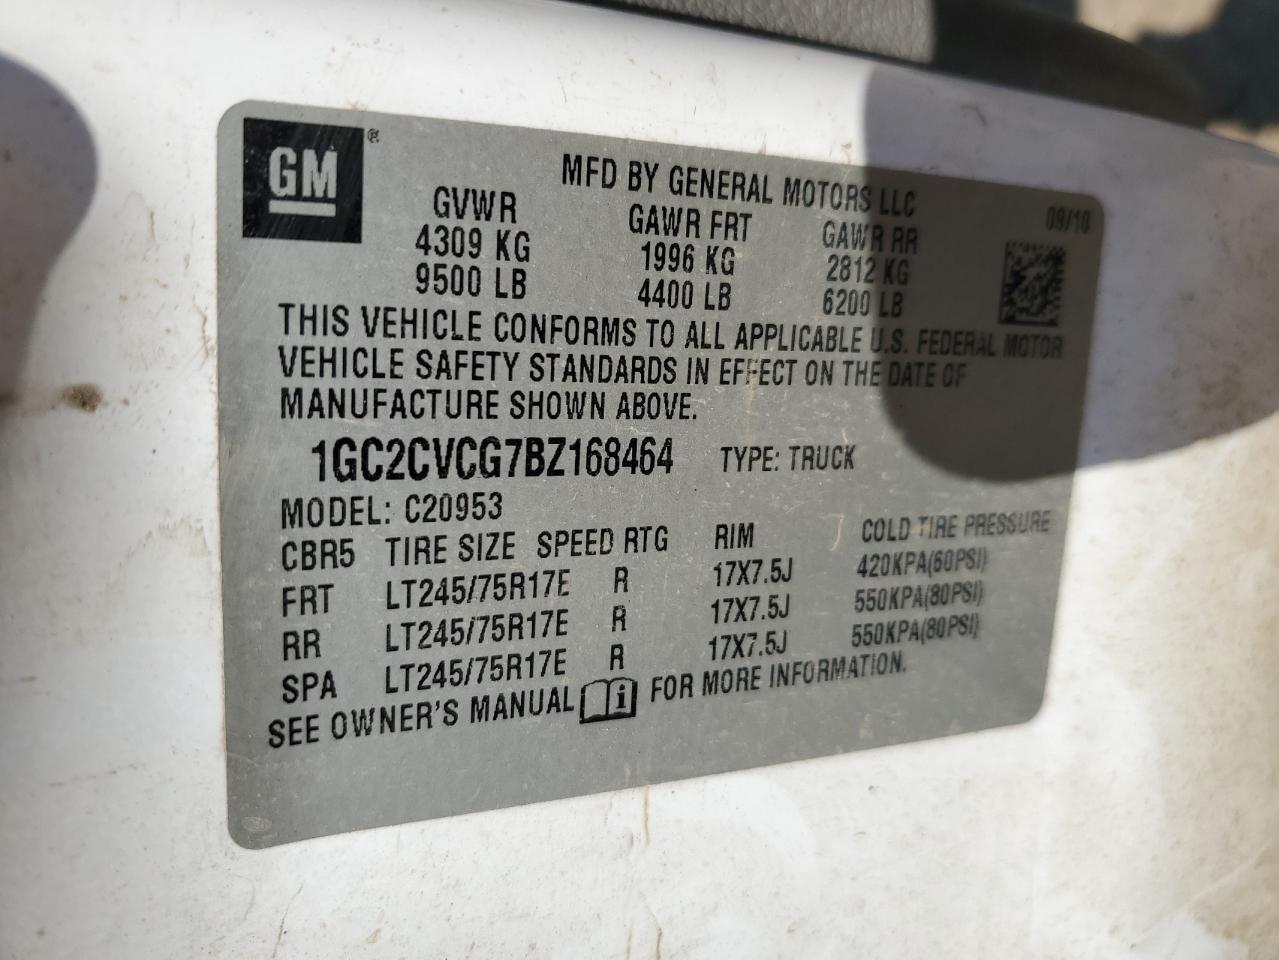 GM®
MFD BY GENERAL MOTORS LLC
GVWR GAWR FRT GAWR RR 09/10
4309 KG 1996 KG 2812 KG
9500 LB 4400 LB 6200 LB
THIS VEHICLE CONFORMS TO ALL APPLICABLE U.S. FEDERAL MOTOR
VEHICLE SAFETY STANDARDS IN EFFECT ON THE DATE OF
MANUFACTURE SHOWN ABOVE.
1GC2CVCG7BZ168464 TYPE: TRUCK
MODEL: C20953
CBR5 TIRE SIZE SPEED RTG RIM COLD TIRE PRESSURE
FRT LT245/75R17E R 17X7.5J 420KPA(60PSI)
RR LT245/75R17E R 17X7.5J 550KPA(80PSI)
SPA LT245/75R17E R 17X7.5J 550KPA(80PSI)
SEE OWNER'S MANUAL i FOR MORE INFORMATION.